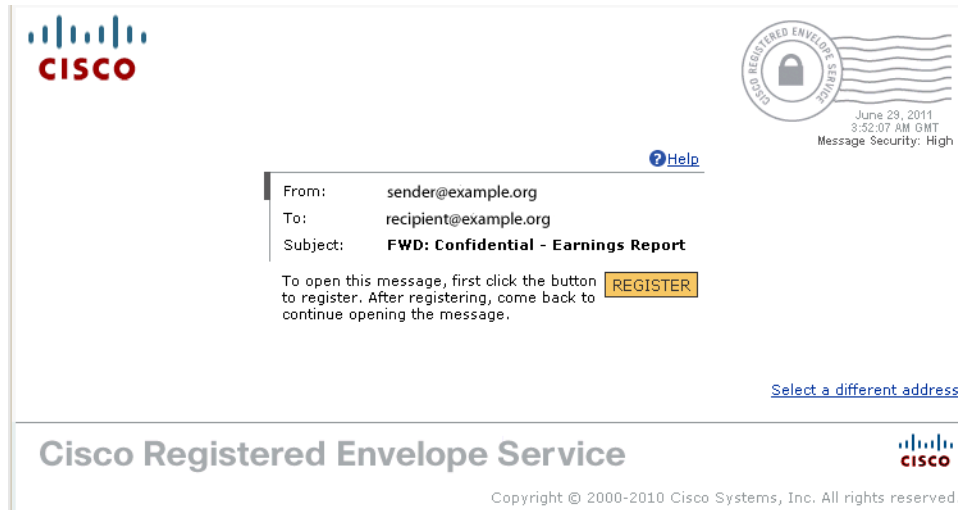 CISCO
CISCO REGISTERED ENVELOPE SERVICE
June 29, 2011
3:52:07 AM GMT
Message Security: High
?Help
From: sender@example.org
To: recipient@example.org
Subject: FWD: Confidential - Earnings Report
To open this message, first click the button
to register. After registering, come back to
continue opening the message.
REGISTER
Select a different address
Cisco Registered Envelope Service
CISCO
Copyright © 2000-2010 Cisco Systems, Inc. All rights reserved